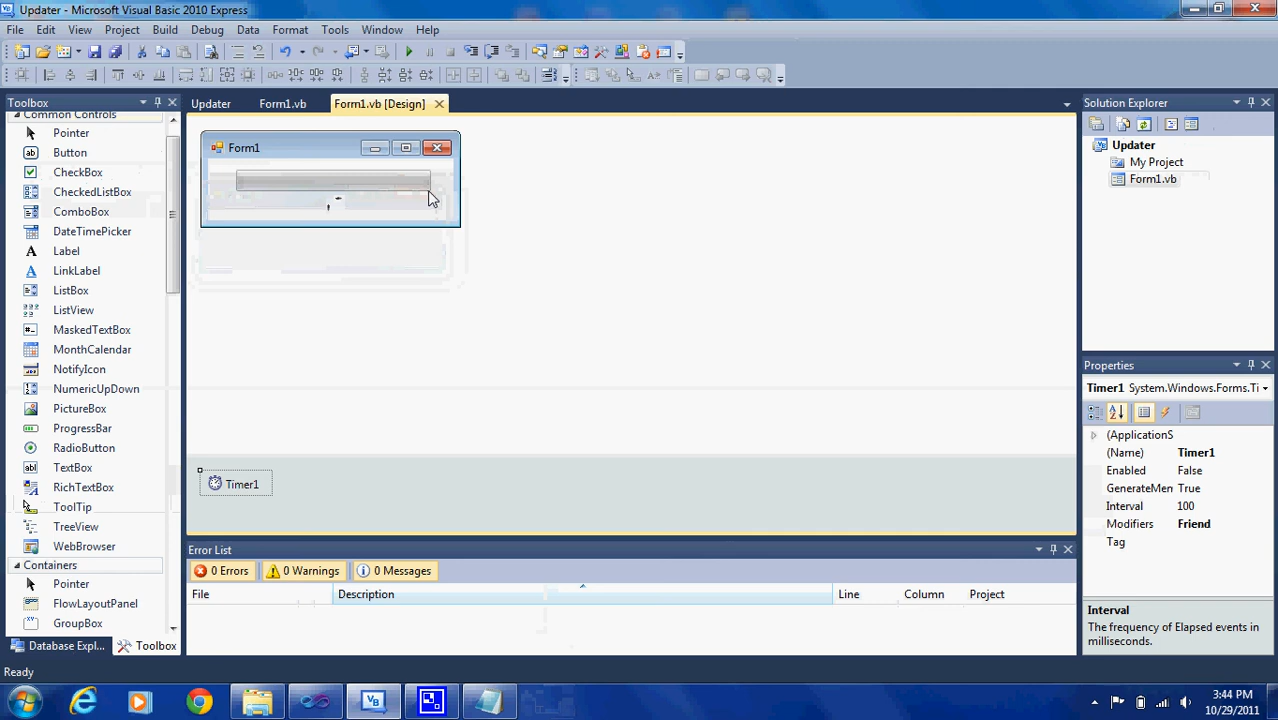 Updater - Microsoft Visual Basic 2010 Express
File Edit View Project Build Debug Data Format Tools Window Help
Toolbox
Common Controls
Pointer
Button
CheckBox
CheckedListBox
ComboBox
DateTimePicker
Label
LinkLabel
ListBox
ListView
MaskedTextBox
MonthCalendar
NotifyIcon
NumericUpDown
PictureBox
ProgressBar
RadioButton
TextBox
RichTextBox
ToolTip
TreeView
WebBrowser
Containers
Pointer
FlowLayoutPanel
GroupBox
Database Expl... Toolbox
Updater Form1.vb Form1.vb [Design]
Form1
Timer1
Error List
0 Errors 0 Warnings 0 Messages
File Description Line Column Project
Solution Explorer
Updater
My Project
Form1.vb
Properties
Timer1 System.Windows.Forms.Ti
(ApplicationS
(Name) Timer1
Enabled False
GenerateMen True
Interval 100
Modifiers Friend
Tag
Interval
The frequency of Elapsed events in
milliseconds.
Ready
3:44 PM
10/29/2011